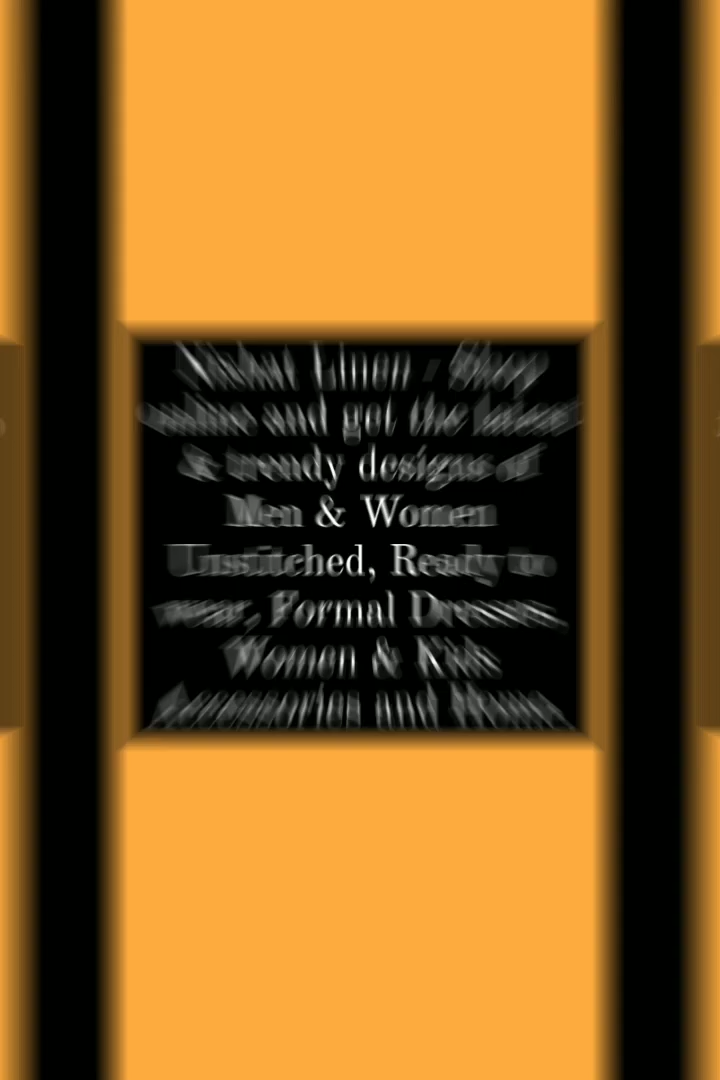 Nishat Linen / Shop
online and get the latest
& trendy designs of
Men & Women
Unstitched, Ready to
wear, Formal Dresses,
Women & Kids
Accessories and Home